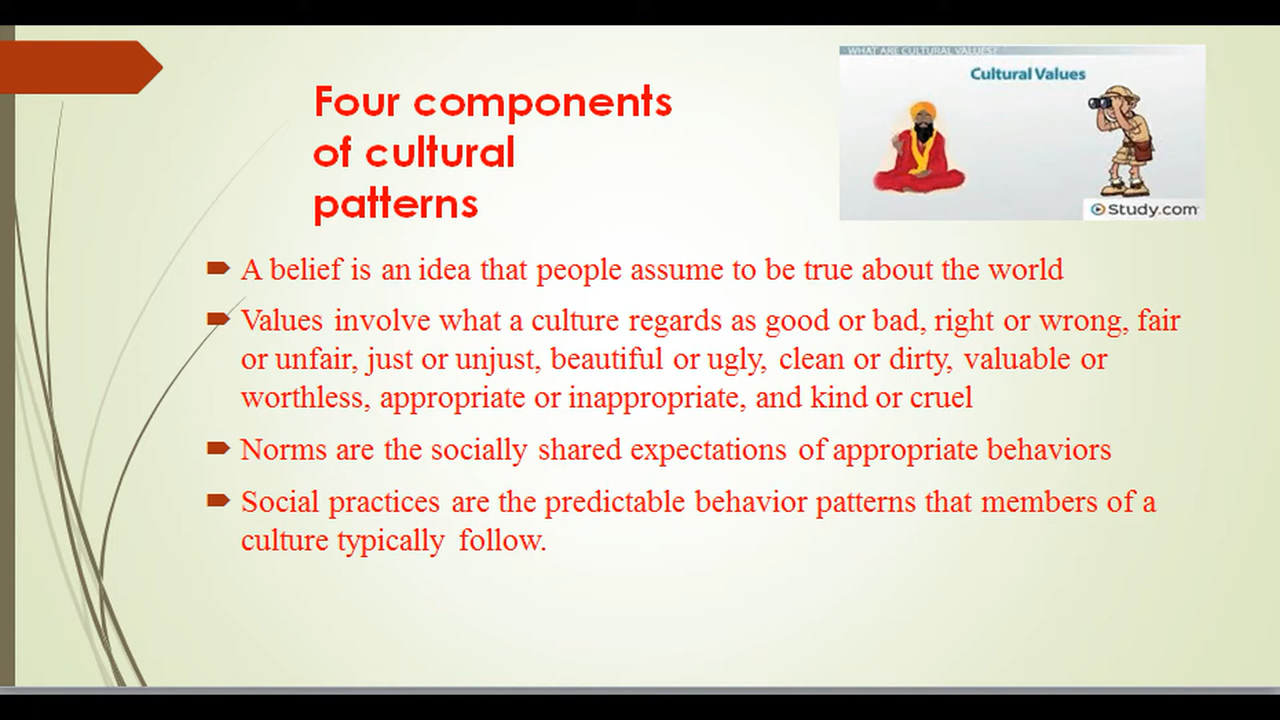 WHAT ARE CULTURAL VALUES?
Cultural Values
Study.com
Four components
of cultural
patterns
A belief is an idea that people assume to be true about the world
Values involve what a culture regards as good or bad, right or wrong, fair
or unfair, just or unjust, beautiful or ugly, clean or dirty, valuable or
worthless, appropriate or inappropriate, and kind or cruel
Norms are the socially shared expectations of appropriate behaviors
Social practices are the predictable behavior patterns that members of a
culture typically follow.